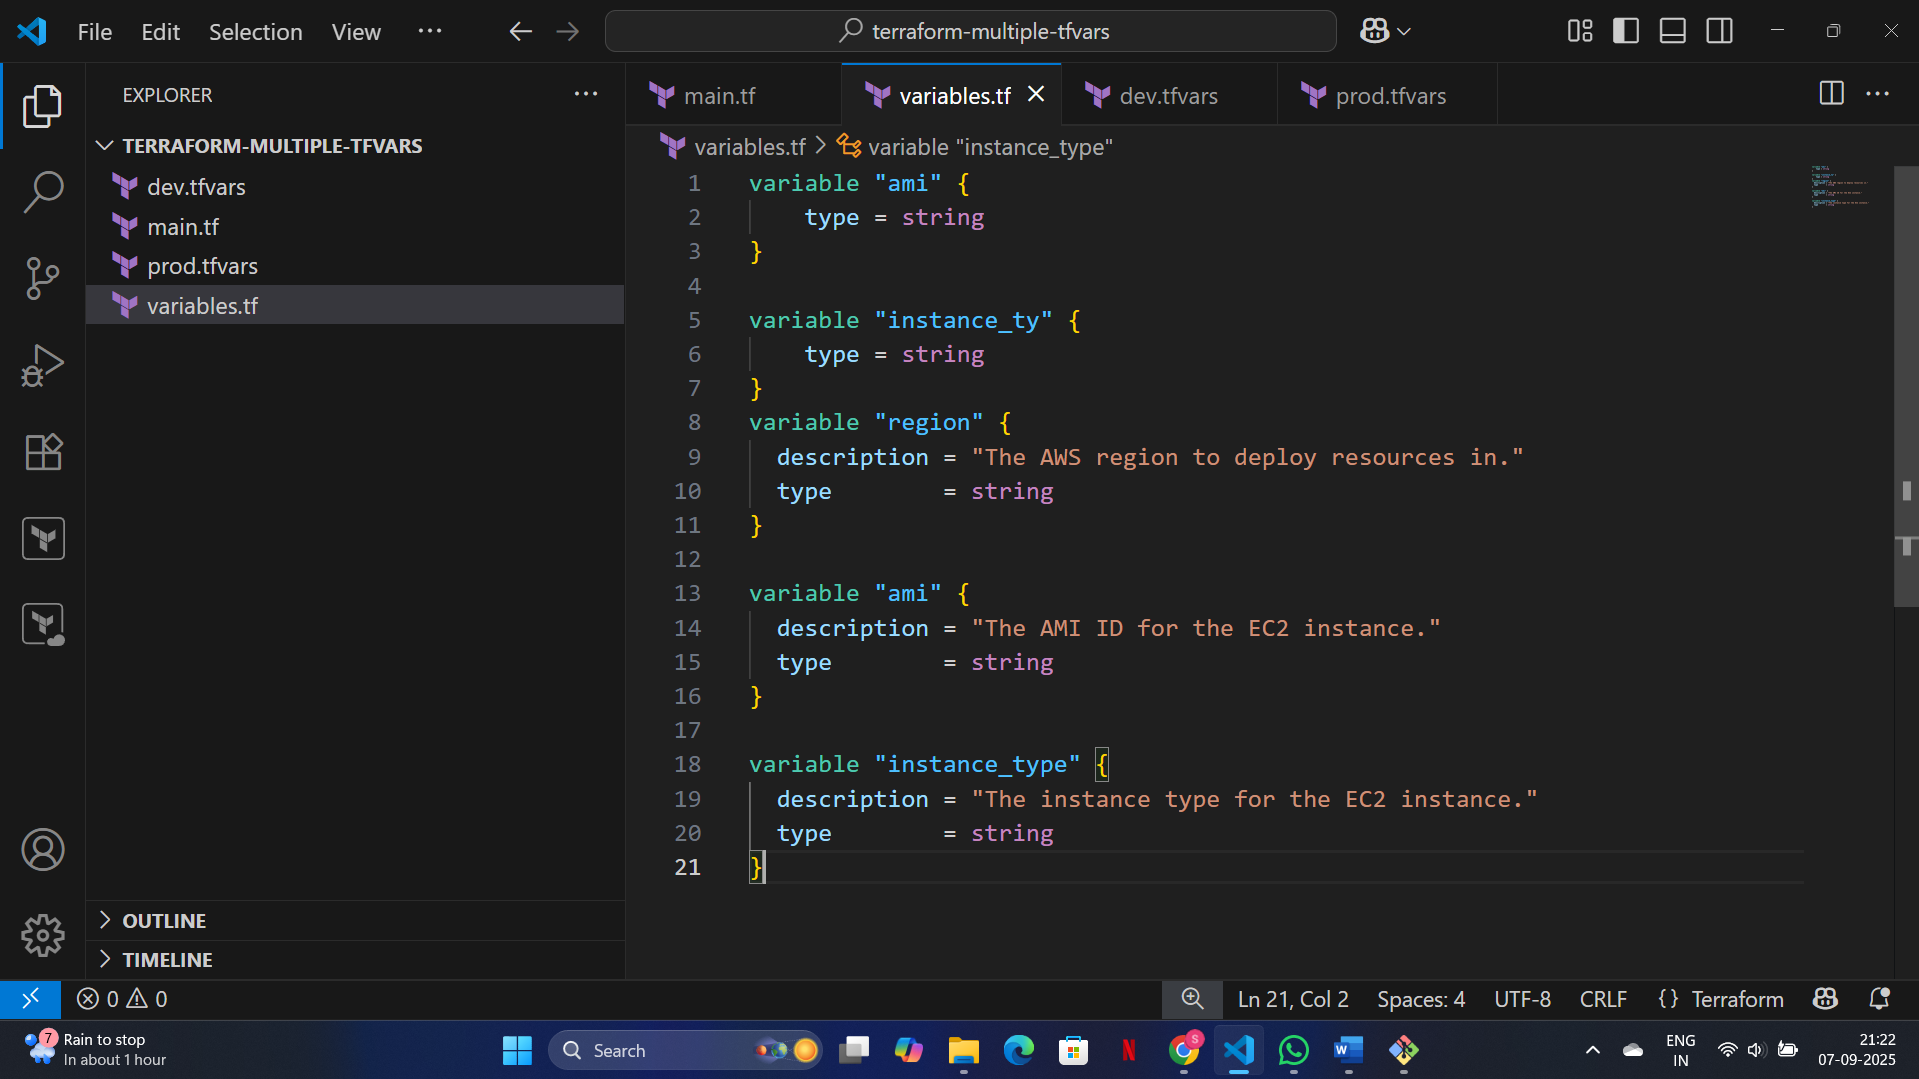 File Edit Selection View ···
terraform-multiple-tfvars
EXPLORER
TERRAFORM-MULTIPLE-TFVARS
dev.tfvars
main.tf
prod.tfvars
variables.tf
OUTLINE
TIMELINE
main.tf variables.tf dev.tfvars prod.tfvars
variables.tf > variable "instance_type"
1 variable "ami" {
2 type = string
3 }
4
5 variable "instance_ty" {
6 type = string
7 }
8 variable "region" {
9 description = "The AWS region to deploy resources in."
10 type = string
11 }
12
13 variable "ami" {
14 description = "The AMI ID for the EC2 instance."
15 type = string
16 }
17
18 variable "instance_type" {
19 description = "The instance type for the EC2 instance."
20 type = string
21 }
0 0 Ln 21, Col 2 Spaces: 4 UTF-8 CRLF {} Terraform
7 Rain to stop
In about 1 hour
Search
S
W
ENG
IN
21:22
07-09-2025